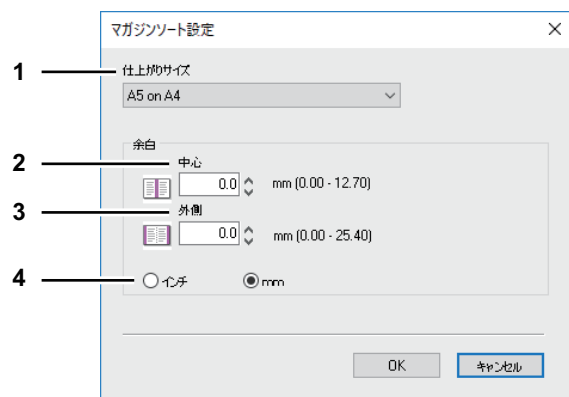 マガジンソート設定
1
仕上がりサイズ
A5 on A4
余白
2
中心
0.0 mm (0.00 - 12.70)
3
外側
0.0 mm (0.00 - 25.40)
4
インチ mm
OK キャンセル